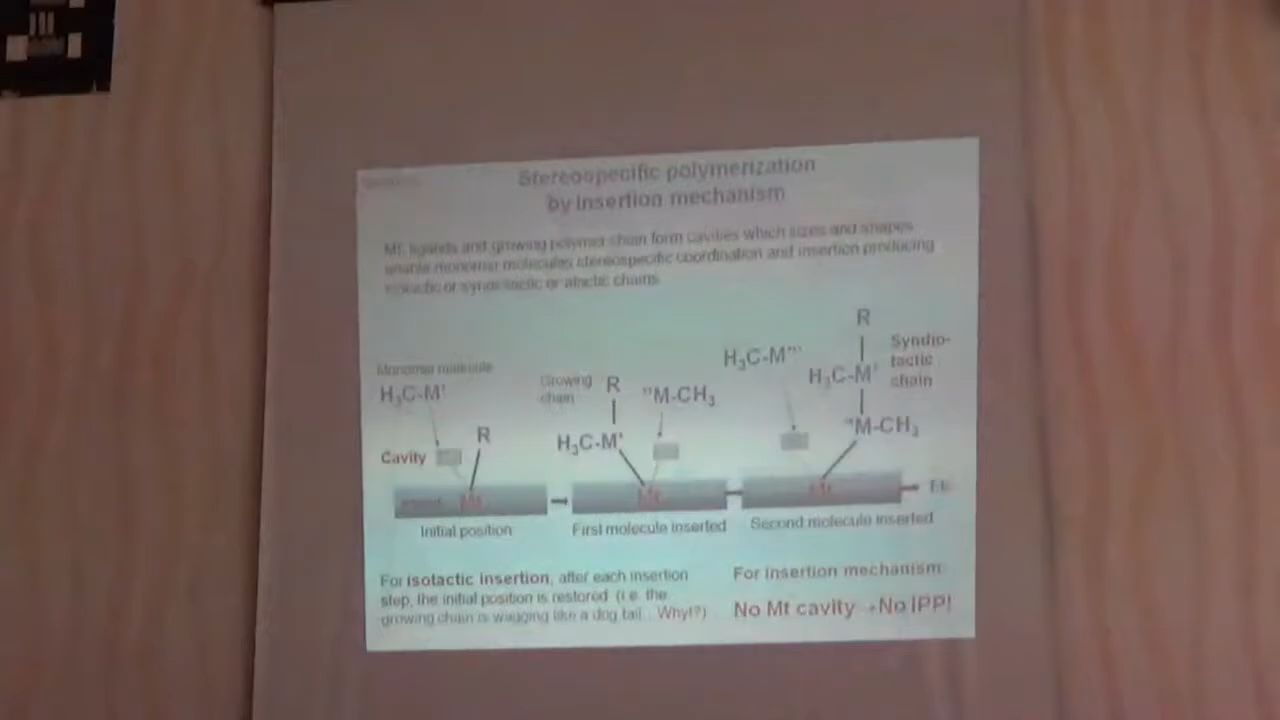 Stereospecific polymerization
by insertion mechanism
Mt, ligands and growing polymer chain form cavities which sizes and shapes
enable monomer molecules stereospecific coordination and insertion producing
isotactic or syndiotactic or atactic chains
Monomer molecule
H₃C-M'
Cavity
R
Mt
Initial position
Growing
chain
R
H₃C-M'
"M-CH₃
Mt
First molecule inserted
H₃C-M'''
R
H₃C-M'
"M-CH₃
Syndio-
tactic
chain
Mt
Second molecule inserted
For isotactic insertion, after each insertion
step, the initial position is restored (i.e. the
growing chain is wagging like a dog tail... Why!?)
For insertion mechanism
No Mt cavity → No IPP!